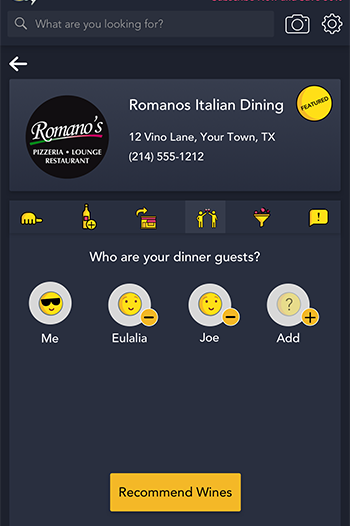 What are you looking for?
Romanos Italian Dining
FEATURED
12 Vino Lane, Your Town, TX
(214) 555-1212
Romano's
PIZZERIA • LOUNGE
RESTAURANT
Who are your dinner guests?
Me
Eulalia
Joe
?
Add
Recommend Wines